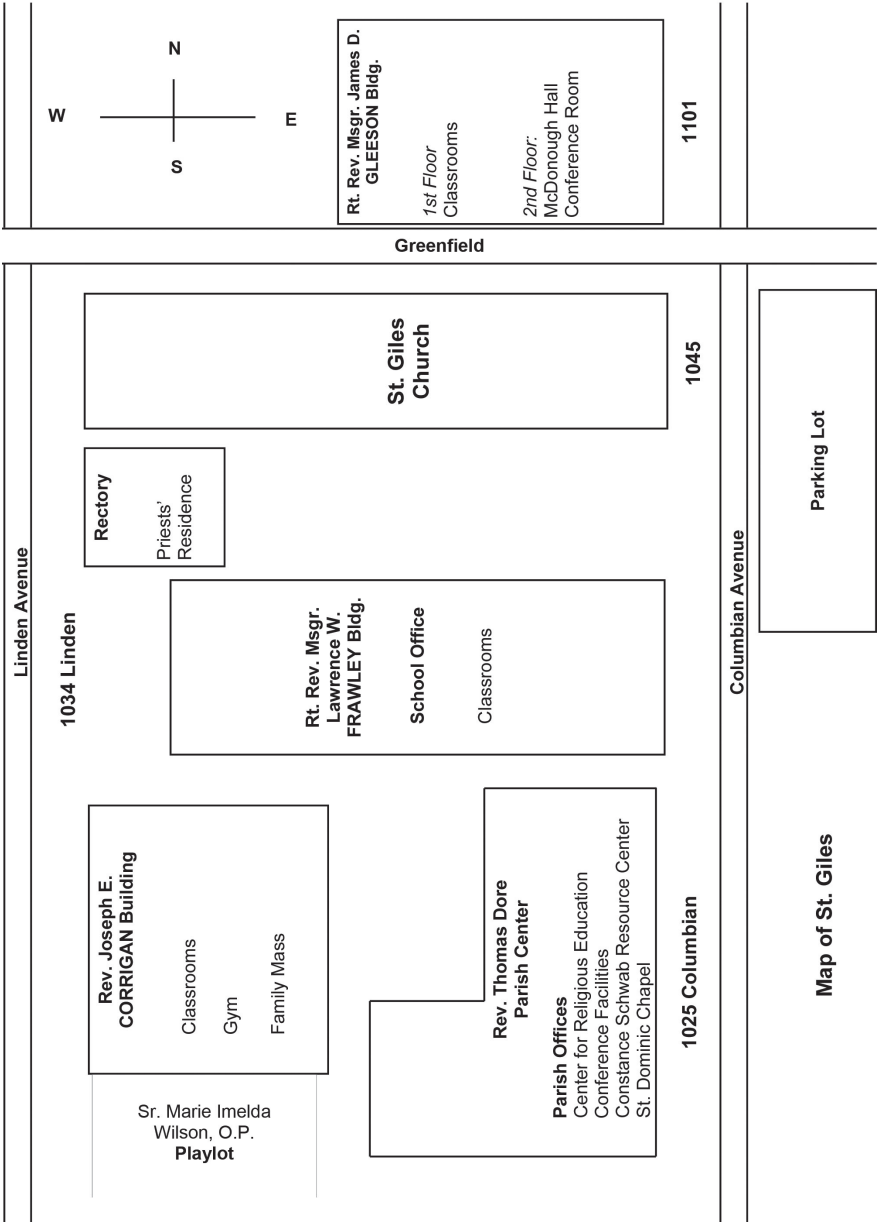 N
W
E
S
Rt. Rev. Msgr. James D.
GLEESON Bldg.
1st Floor
Classrooms
2nd Floor:
McDonough Hall
Conference Room
1101
Greenfield
St. Giles
Church
1045
Rectory
Priests’
Residence
Parking Lot
Linden Avenue
1034 Linden
Rt. Rev. Msgr.
Lawrence W.
FRAWLEY Bldg.
School Office
Classrooms
Columbian Avenue
Rev. Joseph E.
CORRIGAN Building
Classrooms
Gym
Family Mass
Rev. Thomas Dore
Parish Center
Parish Offices
Center for Religious Education
Conference Facilities
Constance Schwab Resource Center
St. Dominic Chapel
1025 Columbian
Map of St. Giles
Sr. Marie Imelda
Wilson, O.P.
Playlot